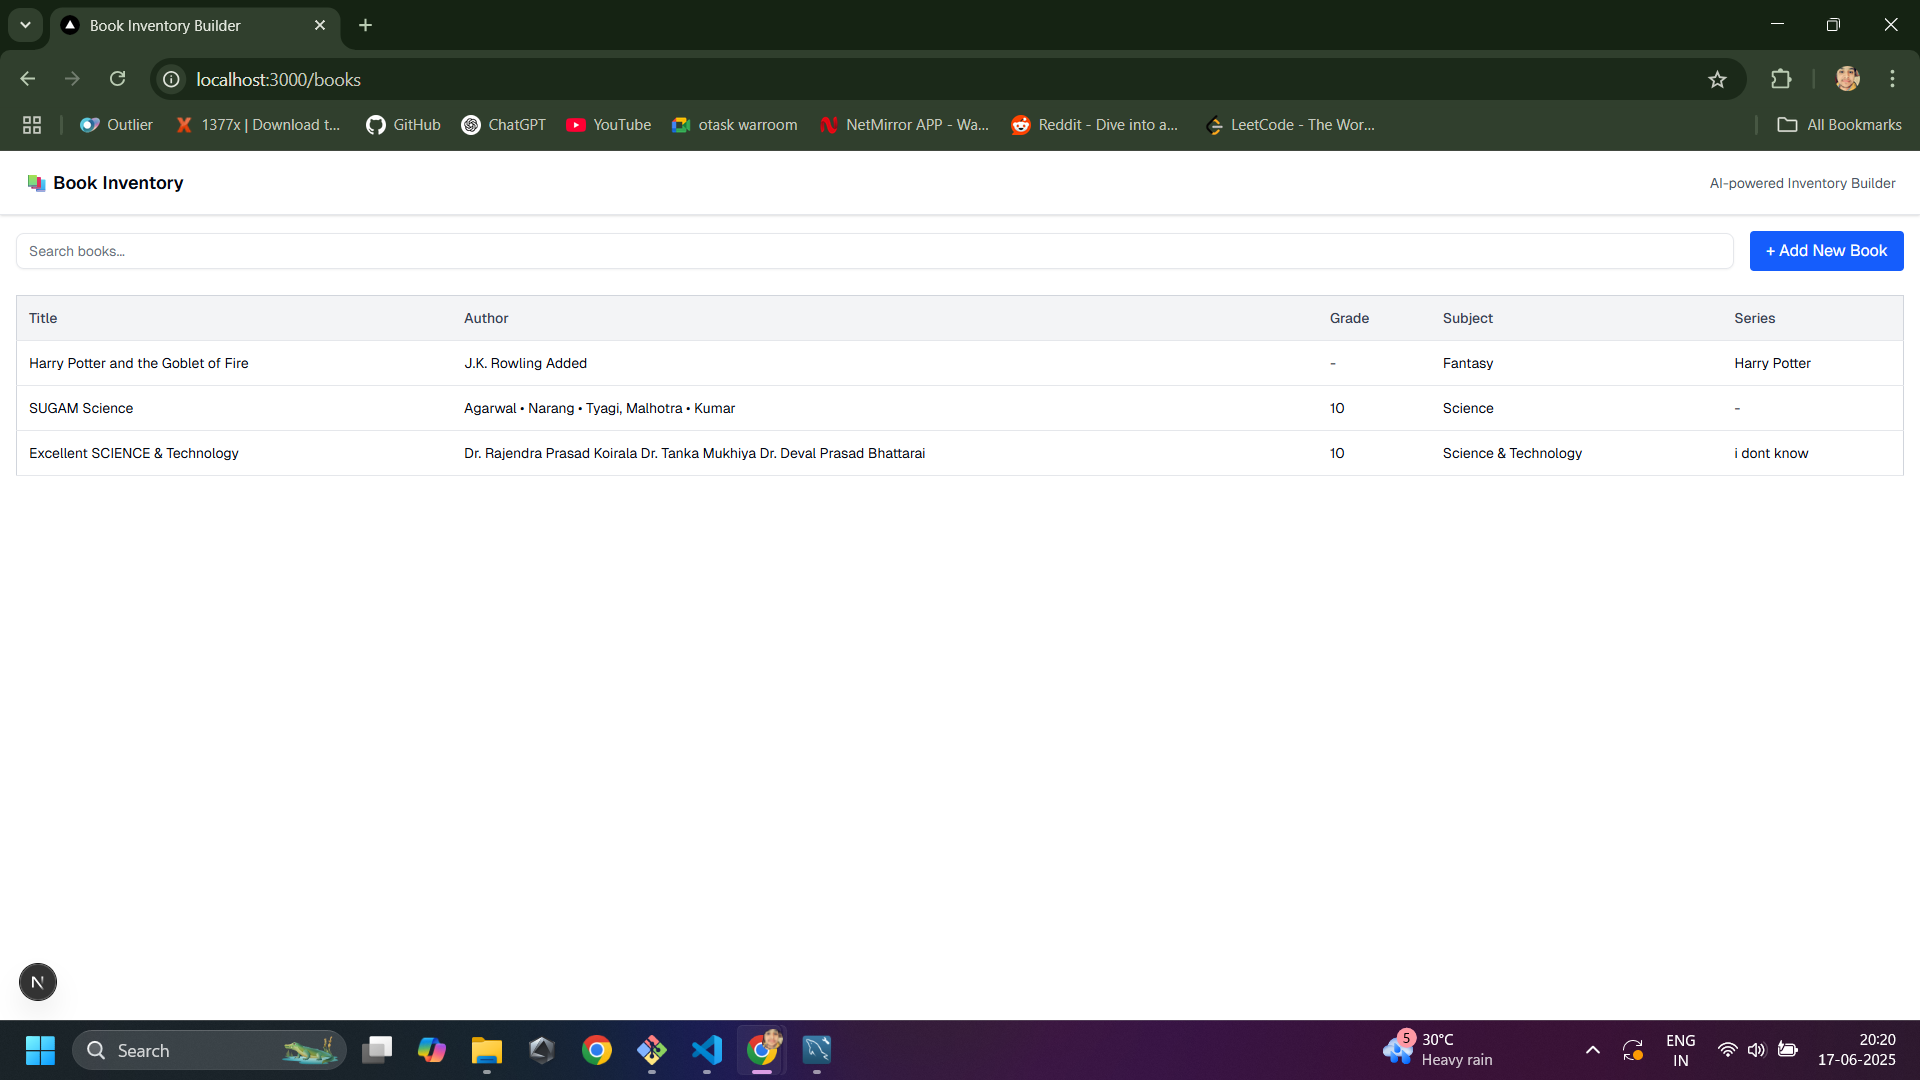 Book Inventory Builder
localhost:3000/books
Outlier 1377x | Download t... GitHub ChatGPT YouTube otask warroom NetMirror APP - Wa... Reddit - Dive into a... LeetCode - The Wor... All Bookmarks
Book Inventory AI-powered Inventory Builder
Search books... + Add New Book
Title Author Grade Subject Series
Harry Potter and the Goblet of Fire J.K. Rowling Added - Fantasy Harry Potter
SUGAM Science Agarwal • Narang • Tyagi, Malhotra • Kumar 10 Science -
Excellent SCIENCE & Technology Dr. Rajendra Prasad Koirala Dr. Tanka Mukhiya Dr. Deval Prasad Bhattarai 10 Science & Technology i dont know
N
Search 5 30°C ENG 20:20
Heavy rain IN 17-06-2025